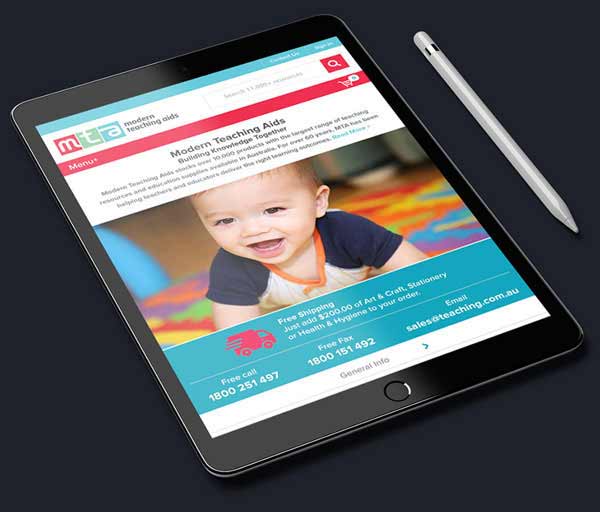 Contact Us
Sign In
mta modern
teaching aids
Search 11,000+ resources
0
Menu+
Modern Teaching Aids
Building Knowledge Together
Modern Teaching Aids stocks over 10,000 products with the largest range of teaching
resources and education supplies available in Australia. For over 60 years, MTA has been
helping teachers and educators deliver the right learning outcomes. Read More >
Free Shipping
Just add $200.00 of Art & Craft, Stationery
or Health & Hygiene to your order.
Free call
1800 251 497
Free Fax
1800 151 492
Email
sales@teaching.com.au
General Info